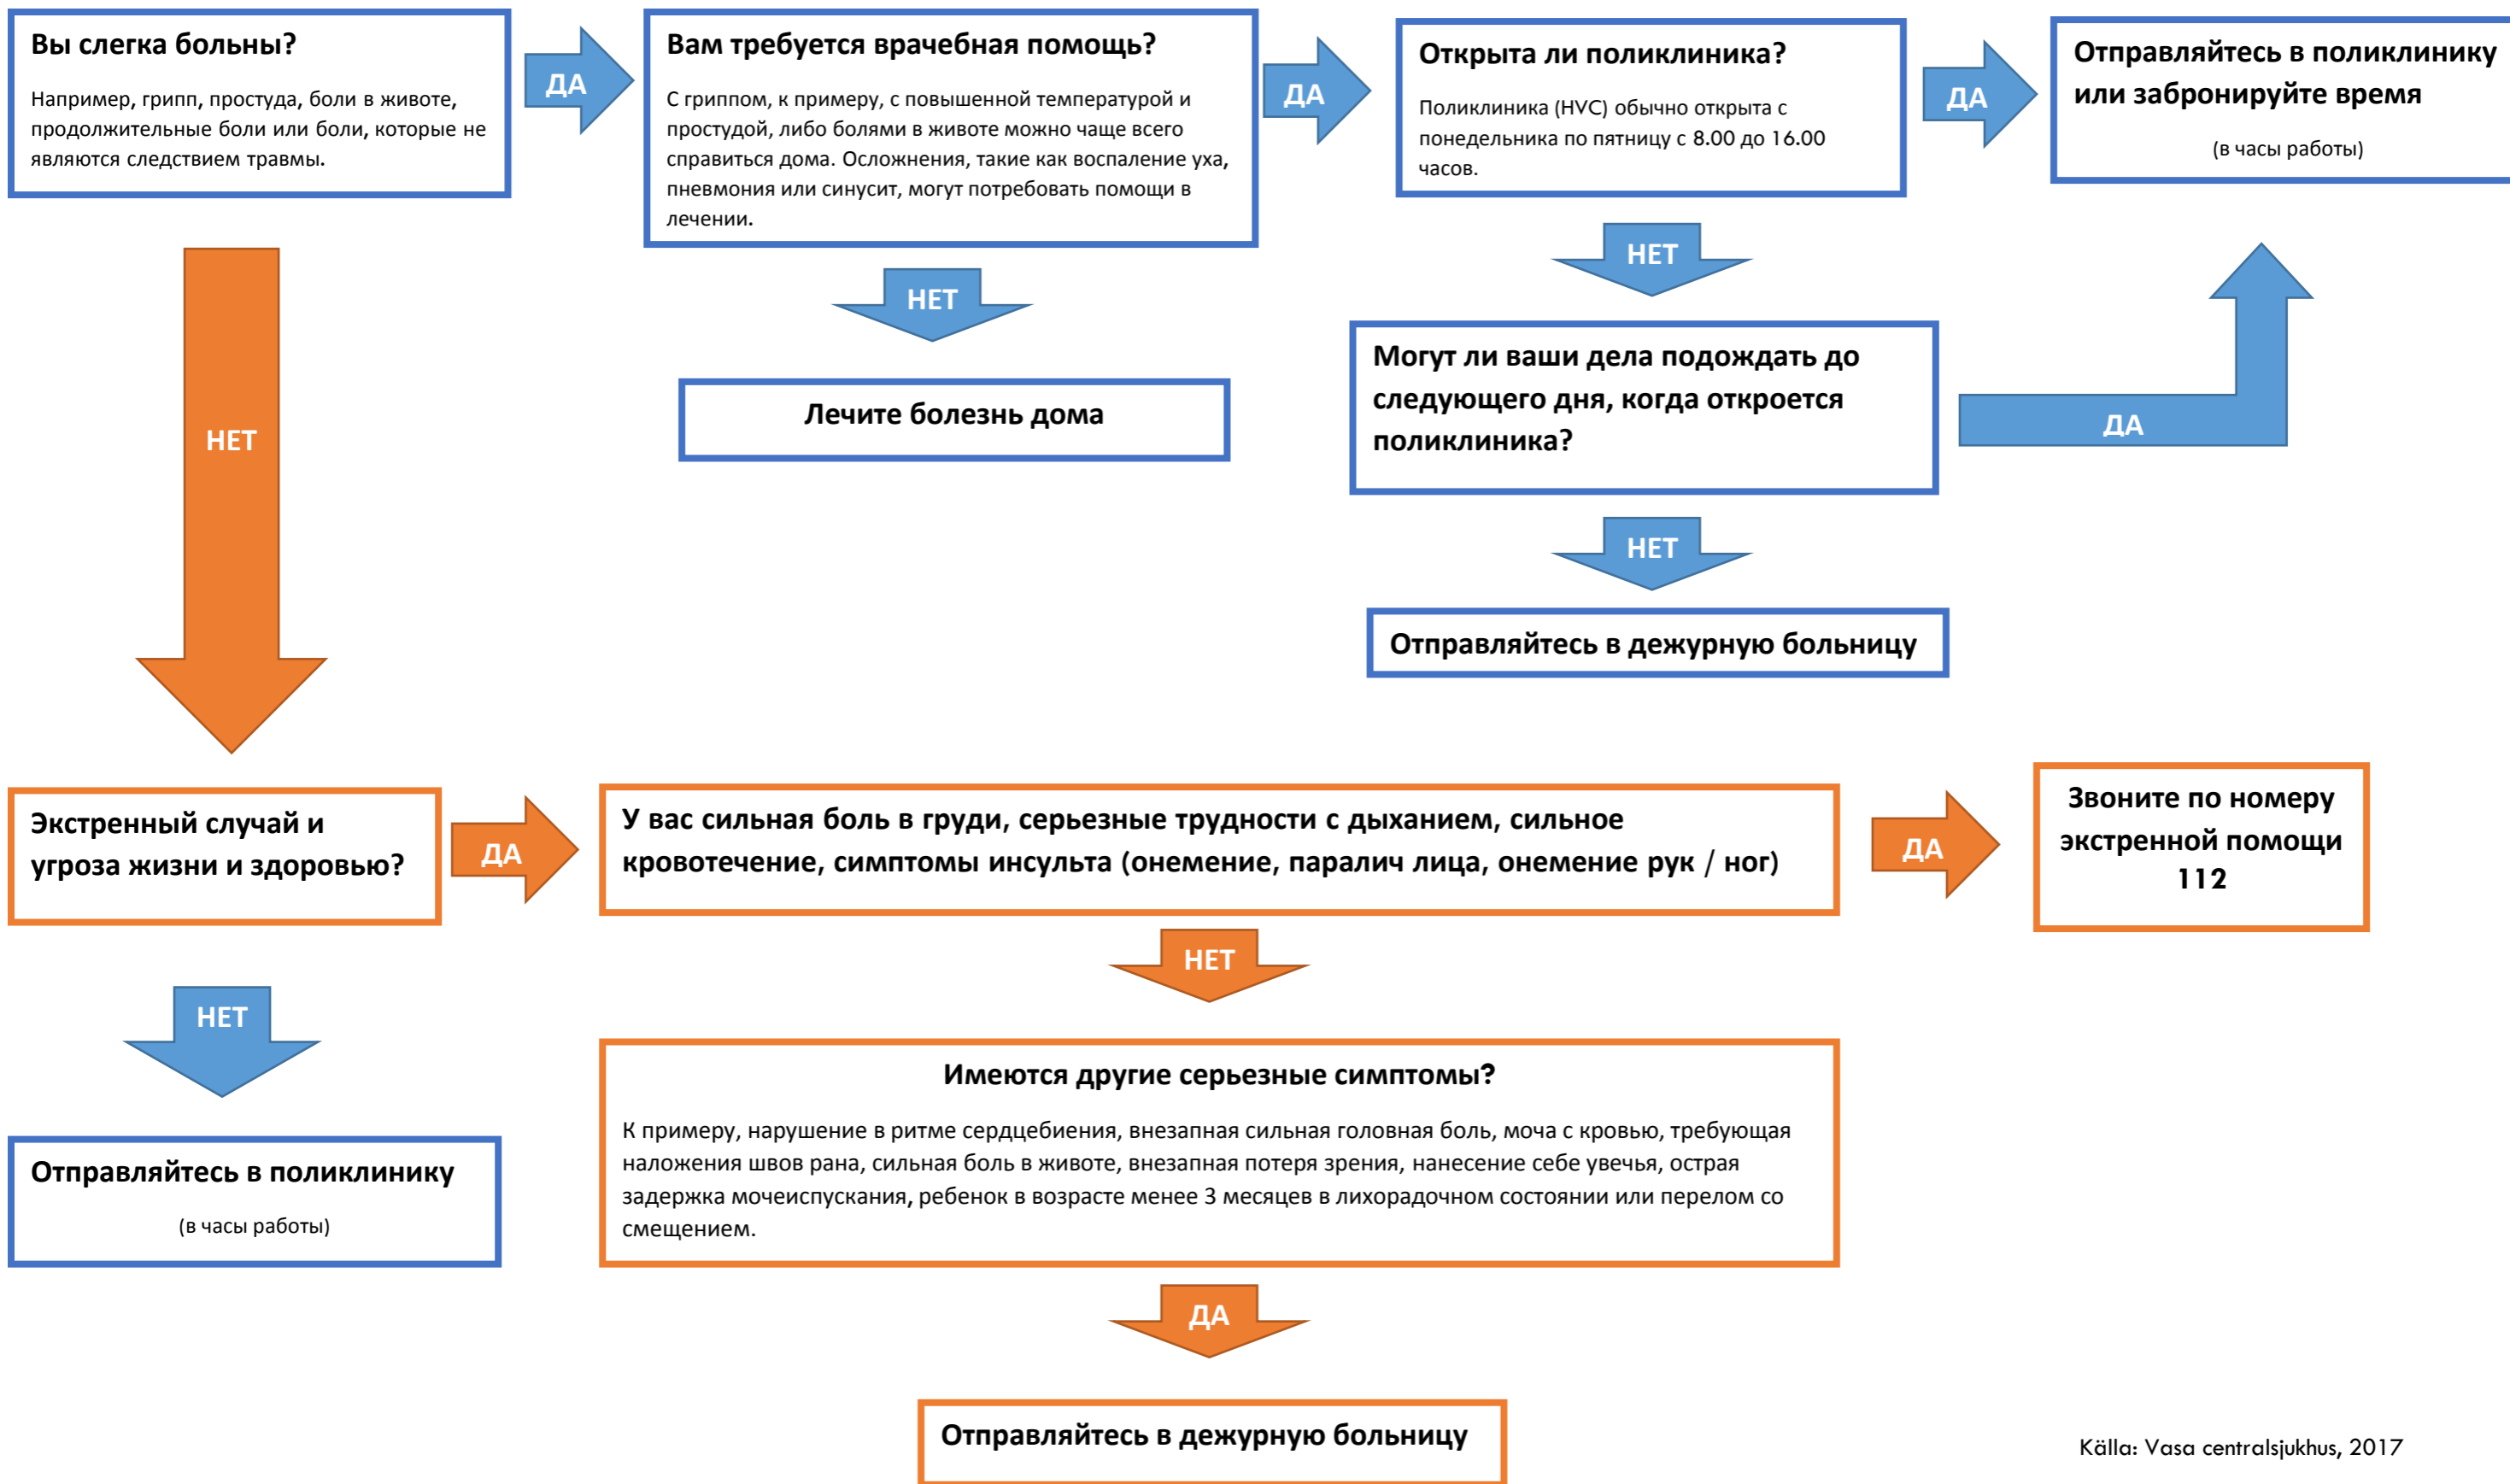 Вы слегка больны?
Например, грипп, простуда, боли в животе,
продолжительные боли или боли, которые не
являются следствием травмы.
ДА
Вам требуется врачебная помощь?
С гриппом, к примеру, с повышенной температурой и
простудой, либо болями в животе можно чаще всего
справиться дома. Осложнения, такие как воспаление уха,
пневмония или синусит, могут потребовать помощи в
лечении.
ДА
Открыта ли поликлиника?
Поликлиника (HVC) обычно открыта с
понедельника по пятницу с 8.00 до 16.00
часов.
ДА
Отправляйтесь в поликлинику
или забронируйте время
(в часы работы)
НЕТ
НЕТ
НЕТ
Лечите болезнь дома
Могут ли ваши дела подождать до
следующего дня, когда откроется
поликлиника?
ДА
НЕТ
Отправляйтесь в дежурную больницу
Экстренный случай и
угроза жизни и здоровью?
ДА
У вас сильная боль в груди, серьезные трудности с дыханием, сильное
кровотечение, симптомы инсульта (онемение, паралич лица, онемение рук / ног)
ДА
Звоните по номеру
экстренной помощи
112
НЕТ
НЕТ
Отправляйтесь в поликлинику
(в часы работы)
Имеются другие серьезные симптомы?
К примеру, нарушение в ритме сердцебиения, внезапная сильная головная боль, моча с кровью, требующая
наложения швов рана, сильная боль в животе, внезапная потеря зрения, нанесение себе увечья, острая
задержка мочеиспускания, ребенок в возрасте менее 3 месяцев в лихорадочном состоянии или перелом со
смещением.
ДА
Отправляйтесь в дежурную больницу
Källa: Vasa centralsjukhus, 2017